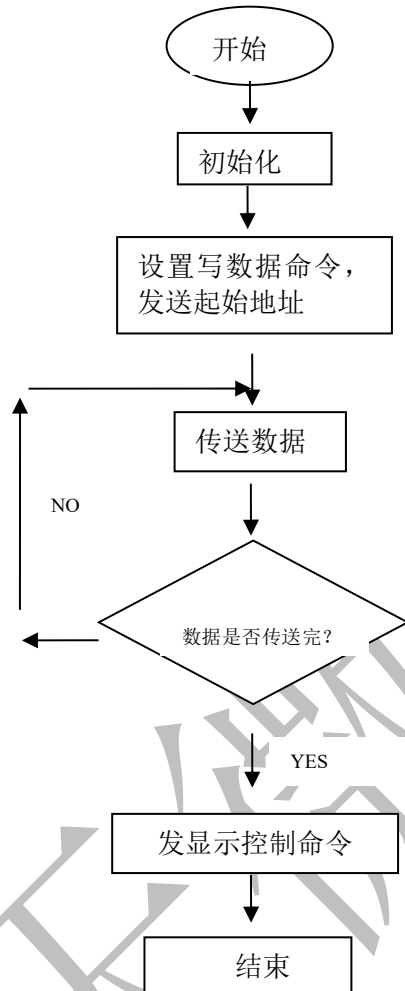 开始
初始化
设置写数据命令，
发送起始地址
传送数据
NO
数据是否传送完？
YES
发显示控制命令
结束